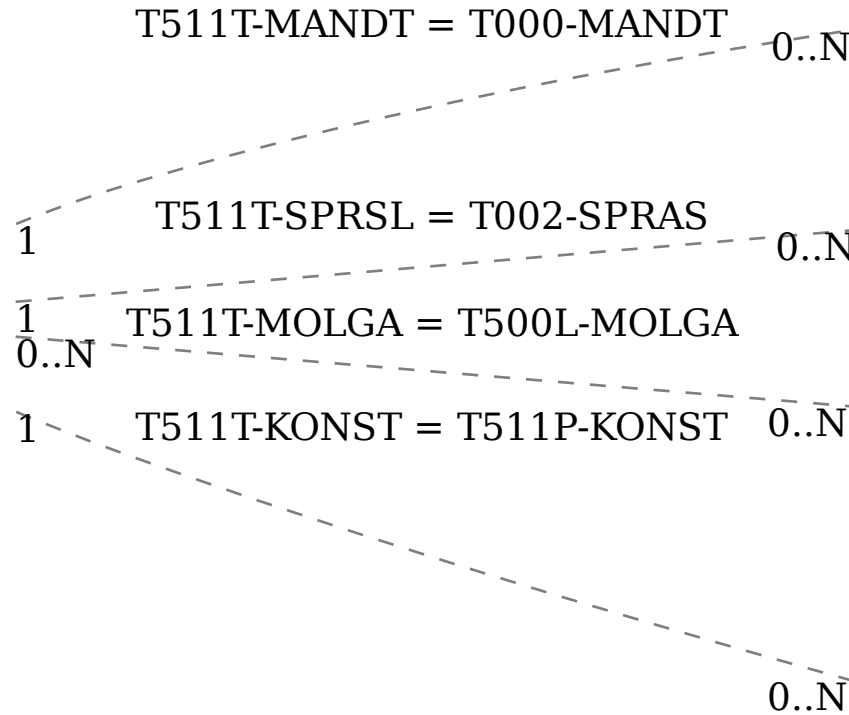 T511T-MANDT = T000-MANDT
0..N
T511T-SPRSL = T002-SPRAS
1
0..N
T511T-MOLGA = T500L-MOLGA
1
0..N
T511T-KONST = T511P-KONST
1
0..N
0..N